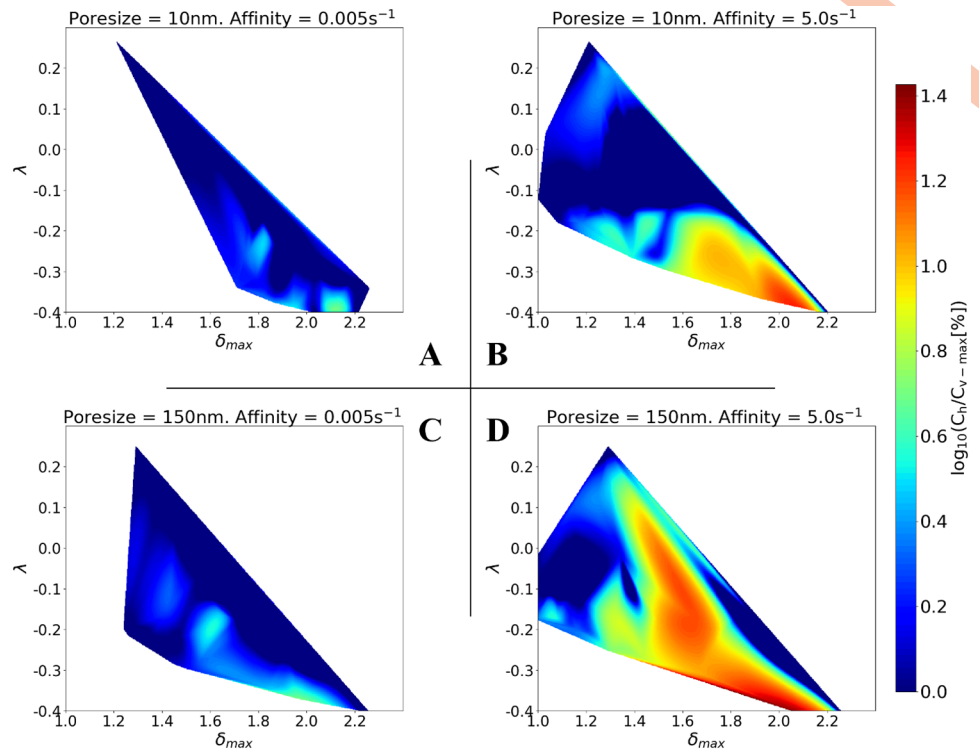 Poresize = 10nm. Affinity = 0.005s⁻¹
0.2
0.1
0.0
-0.1
-0.2
-0.3
-0.4
λ
1.0 1.2 1.4 1.6 1.8 2.0 2.2
δmax
A
Poresize = 10nm. Affinity = 5.0s⁻¹
0.2
0.1
0.0
-0.1
-0.2
-0.3
-0.4
λ
1.0 1.2 1.4 1.6 1.8 2.0 2.2
δmax
B
Poresize = 150nm. Affinity = 0.005s⁻¹
0.2
0.1
0.0
-0.1
-0.2
-0.3
-0.4
λ
1.0 1.2 1.4 1.6 1.8 2.0 2.2
δmax
C
Poresize = 150nm. Affinity = 5.0s⁻¹
0.2
0.1
0.0
-0.1
-0.2
-0.3
-0.4
λ
1.0 1.2 1.4 1.6 1.8 2.0 2.2
δmax
D
1.4
1.2
1.0
0.8
0.6
0.4
0.2
0.0
log₁₀(Cₕ/Cᵥ₋max[%])